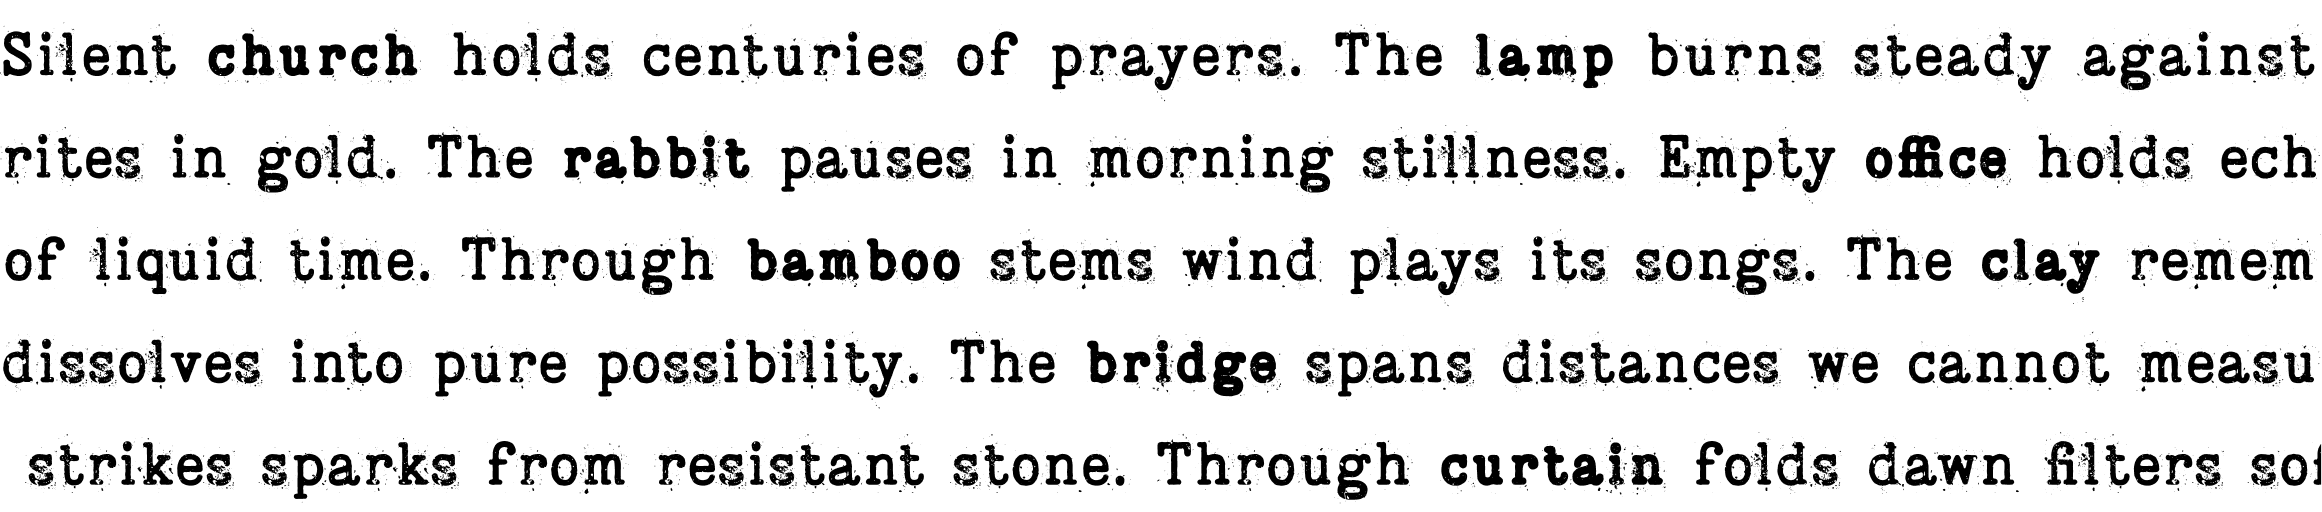 Silent church holds centuries of prayers. The lamp burns steady against
rites in gold. The rabbit pauses in morning stillness. Empty office holds ech
of liquid time. Through bamboo stems wind plays its songs. The clay remem
dissolves into pure possibility. The bridge spans distances we cannot measu
strikes sparks from resistant stone. Through curtain folds dawn filters sof